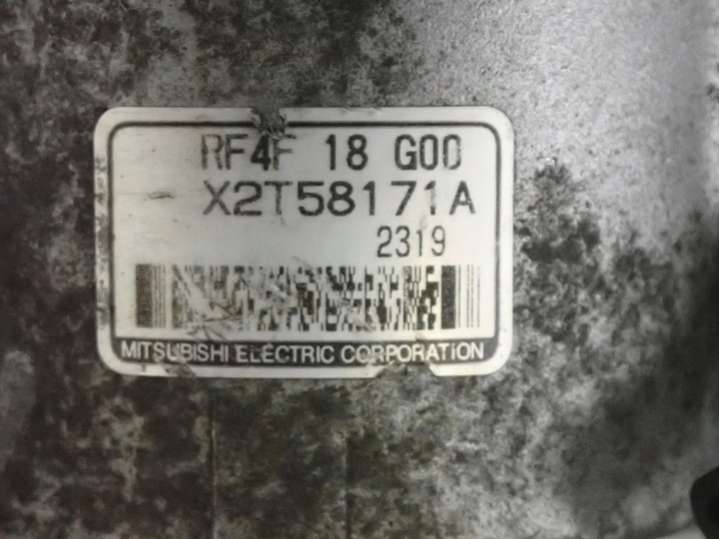 RF4F 18 G00
X2T58171A
2319
MITSUBISHI ELECTRIC CORPORATION